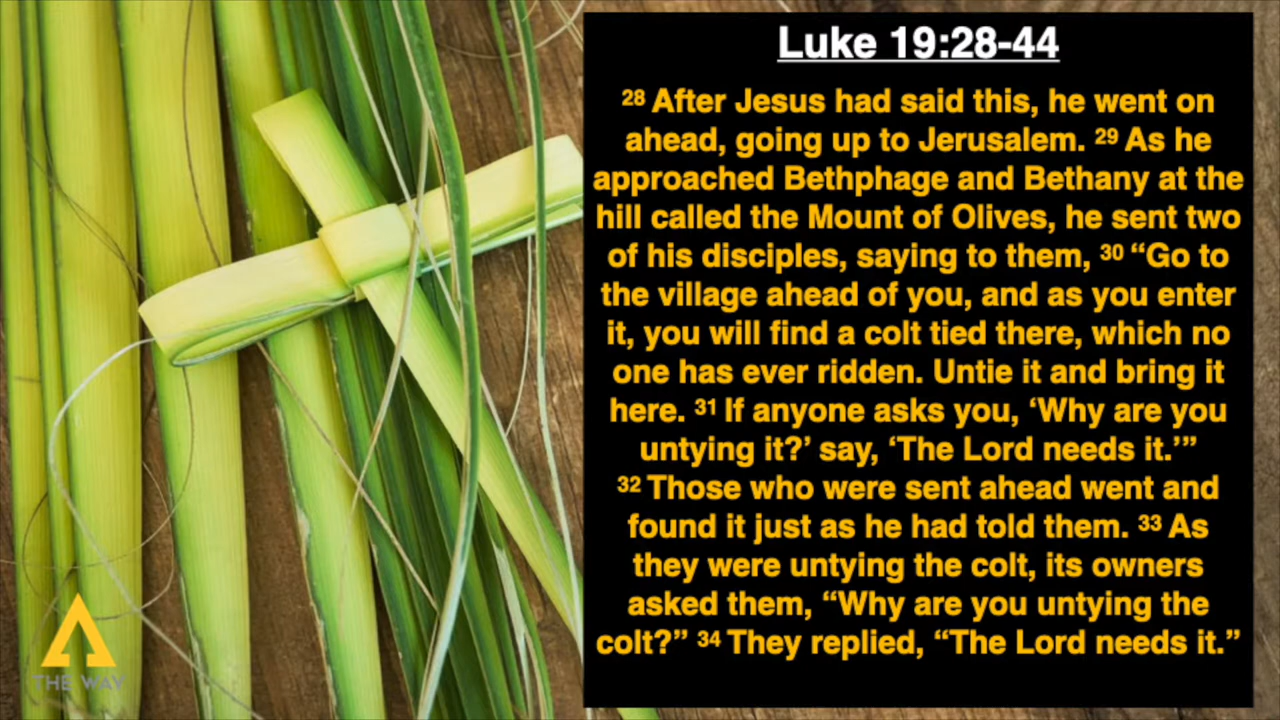 Luke 19:28-44
28 After Jesus had said this, he went on
ahead, going up to Jerusalem. 29 As he
approached Bethphage and Bethany at the
hill called the Mount of Olives, he sent two
of his disciples, saying to them, 30 “Go to
the village ahead of you, and as you enter
it, you will find a colt tied there, which no
one has ever ridden. Untie it and bring it
here. 31 If anyone asks you, ‘Why are you
untying it?’ say, ‘The Lord needs it.’”
32 Those who were sent ahead went and
found it just as he had told them. 33 As
they were untying the colt, its owners
asked them, “Why are you untying the
colt?” 34 They replied, “The Lord needs it.”
THE WAY